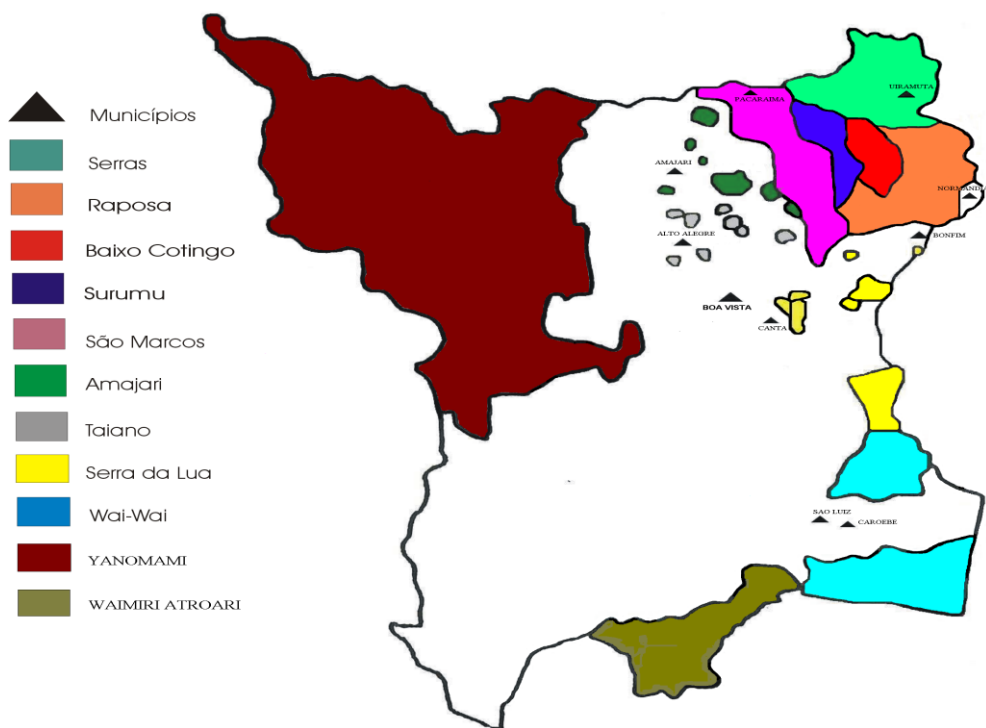 Municípios
Serras
Raposa
Baixo Cotingo
Surumu
São Marcos
Amajari
Taiano
Serra da Lua
Wai-Wai
YANOMAMI
WAIMIRI ATROARI
UIRAMUTA
PACARAIMA
AMAJARI
NORMANDIA
ALTO ALEGRE
BONFIM
BOA VISTA
CANTA
SAO LUIZ
CAROEBE